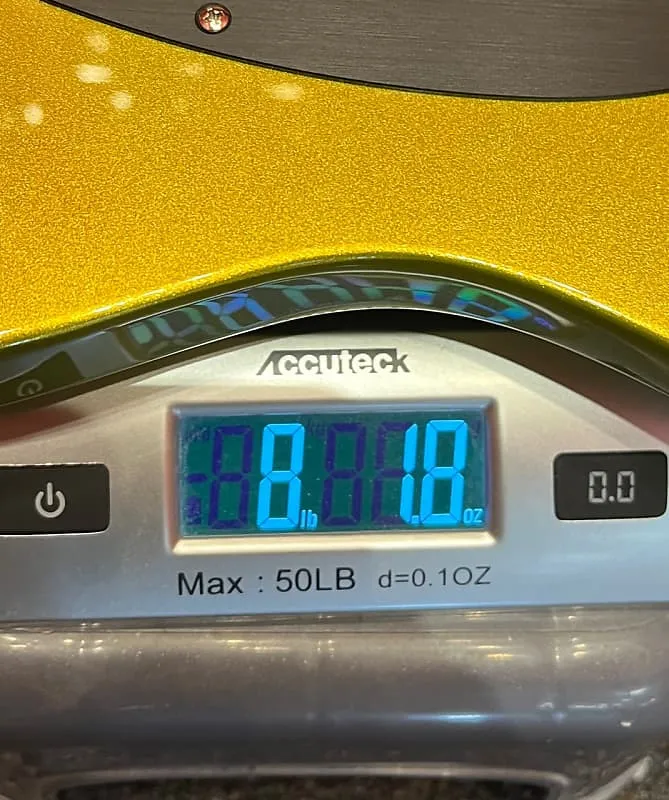 Accuteck
8 lb 1.8 oz
0.0
Max : 50LB d=0.1OZ